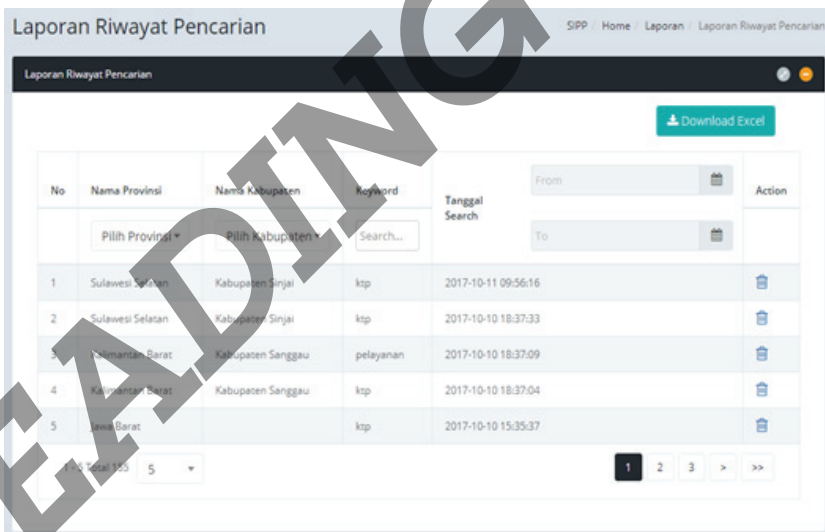 Laporan Riwayat Pencarian
SIPP / Home / Laporan / Laporan Riwayat Pencarian
Laporan Riwayat Pencarian
Download Excel
No Nama Provinsi Nama Kabupaten Keyword Tanggal Search From To Action
Pilih Provinsi Pilih Kabupaten Search...
1 Sulawesi Selatan Kabupaten Sinjai ktp 2017-10-11 09:56:16
2 Sulawesi Selatan Kabupaten Sinjai ktp 2017-10-10 18:37:33
3 Kalimantan Barat Kabupaten Sanggau pelayanan 2017-10-10 18:37:09
4 Kalimantan Barat Kabupaten Sanggau ktp 2017-10-10 18:37:04
5 Jawa Barat ktp 2017-10-10 15:35:37
1 - 5 Total 155 5
1 2 3 > >>
EADING